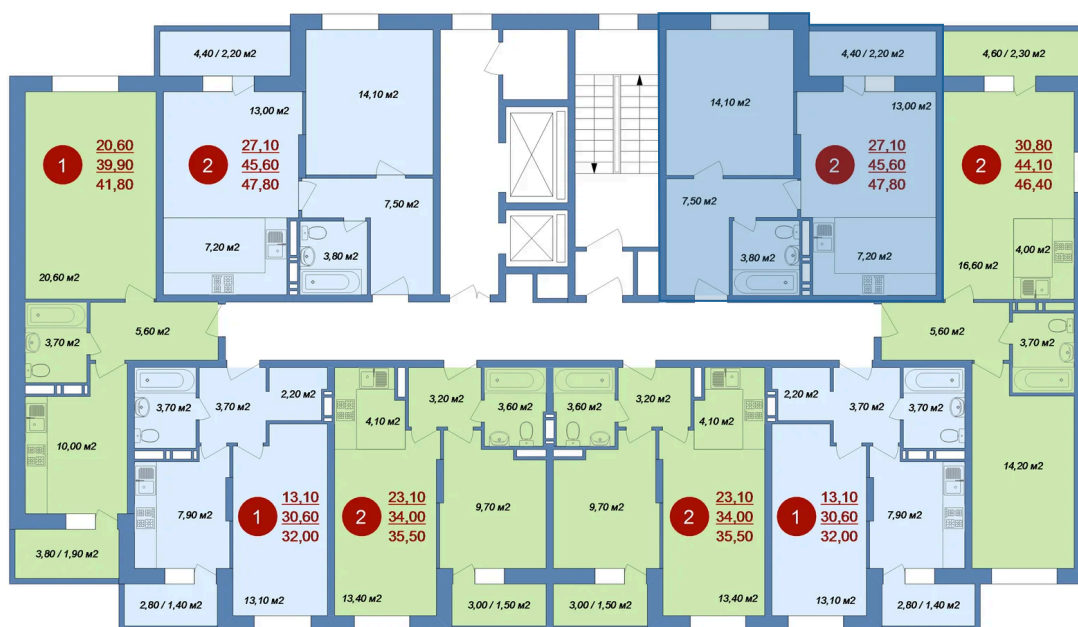 4,40 / 2,20 м2
14,10 м2
13,00 м2
2
27,10
45,60
47,80
7,50 м2
7,20 м2
3,80 м2
1
20,60
39,90
41,80
20,60 м2
3,70 м2
5,60 м2
10,00 м2
3,80 / 1,90 м2
14,10 м2
4,40 / 2,20 м2
13,00 м2
2
27,10
45,60
47,80
7,50 м2
3,80 м2
7,20 м2
4,60 / 2,30 м2
2
30,80
44,10
46,40
4,00 м2
16,60 м2
5,60 м2
3,70 м2
14,20 м2
3,70 м2
3,70 м2
2,20 м2
7,90 м2
1
13,10
30,60
32,00
13,10 м2
2,80 / 1,40 м2
4,10 м2
3,20 м2
3,60 м2
2
23,10
34,00
35,50
9,70 м2
13,40 м2
3,00 / 1,50 м2
3,60 м2
3,20 м2
4,10 м2
9,70 м2
2
23,10
34,00
35,50
13,40 м2
3,00 / 1,50 м2
2,20 м2
3,70 м2
3,70 м2
1
13,10
30,60
32,00
7,90 м2
13,10 м2
2,80 / 1,40 м2